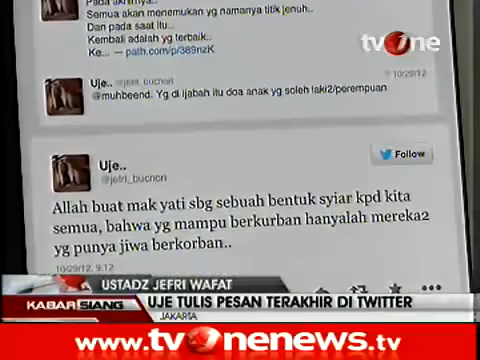 Pada akhirnya..
Semua akan menemukan yg namanya titik jenuh..
Dan pada saat itu..
Kembali adalah yg terbaik..
Ke... — path.com/p/389nzK
tvOne
10/29/12
Uje.. @jefri_buchori
@muhbeend. Yg di ijabah itu doa anak yg soleh laki2/perempuan
Uje..
@jefri_buchori
Follow
Allah buat mak yati sbg sebuah bentuk syiar kpd kita
semua, bahwa yg mampu berkurban hanyalah mereka2
yg punya jiwa berkorban..
10/29/12, 9:12
USTADZ JEFRI WAFAT
KABAR SIANG
UJE TULIS PESAN TERAKHIR DI TWITTER
JAKARTA
www.tvonenews.tv